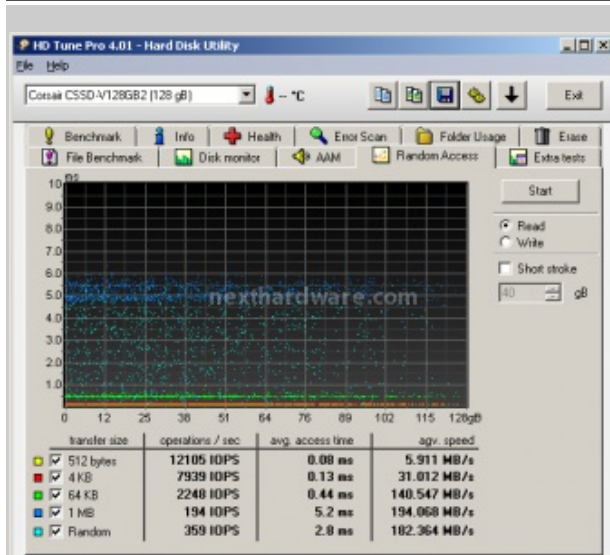 HD Tune Pro 4.01 - Hard Disk Utility
File Help
Corsair CSSD-V128GB2 (128 gB) -- °C Exit
Benchmark Info Health Error Scan Folder Usage Erase
File Benchmark Disk monitor AAM Random Access Extra tests
ms
10
9.0
8.0
7.0
6.0
5.0
4.0
3.0
2.0
1.0
nexthardware.com
0 12 25 38 51 64 76 89 102 115 128gB
Start
Read
Write
Short stroke
40 gB
transfer size operations / sec avg. access time agv. speed
512 bytes 12105 IOPS 0.08 ms 5.911 MB/s
4 KB 7939 IOPS 0.13 ms 31.012 MB/s
64 KB 2248 IOPS 0.44 ms 140.547 MB/s
1 MB 194 IOPS 5.2 ms 194.068 MB/s
Random 359 IOPS 2.8 ms 182.364 MB/s